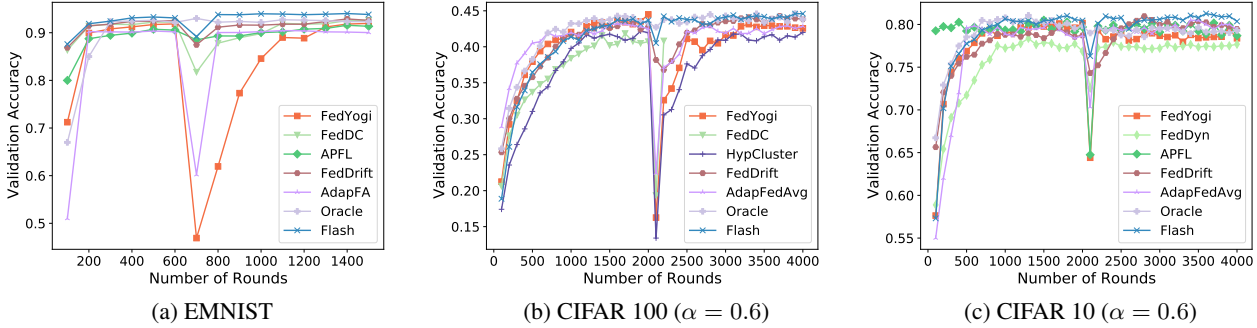 Validation Accuracy
0.9
0.8
0.7
0.6
0.5
200 400 600 800 1000 1200 1400
Number of Rounds
FedYogi
FedDC
APFL
FedDrift
AdapFA
Oracle
Flash
(a) EMNIST
Validation Accuracy
0.45
0.40
0.35
0.30
0.25
0.20
0.15
0 500 1000 1500 2000 2500 3000 3500 4000
Number of Rounds
FedYogi
FedDC
HypCluster
FedDrift
AdapFedAvg
Oracle
Flash
(b) CIFAR 100 (α = 0.6)
Validation Accuracy
0.80
0.75
0.70
0.65
0.60
0.55
0 500 1000 1500 2000 2500 3000 3500 4000
Number of Rounds
FedYogi
FedDyn
APFL
FedDrift
AdapFedAvg
Oracle
Flash
(c) CIFAR 10 (α = 0.6)